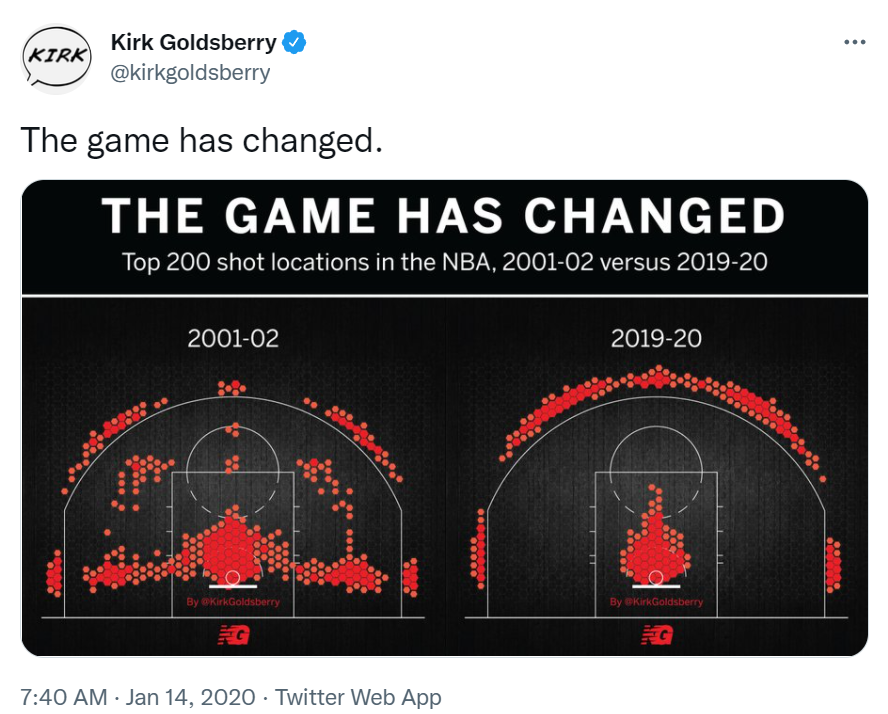 KIRK
Kirk Goldsberry
@kirkgoldsberry
The game has changed.
THE GAME HAS CHANGED
Top 200 shot locations in the NBA, 2001-02 versus 2019-20
2001-02
2019-20
By @KirkGoldsberry
By @KirkGoldsberry
7:40 AM · Jan 14, 2020 · Twitter Web App